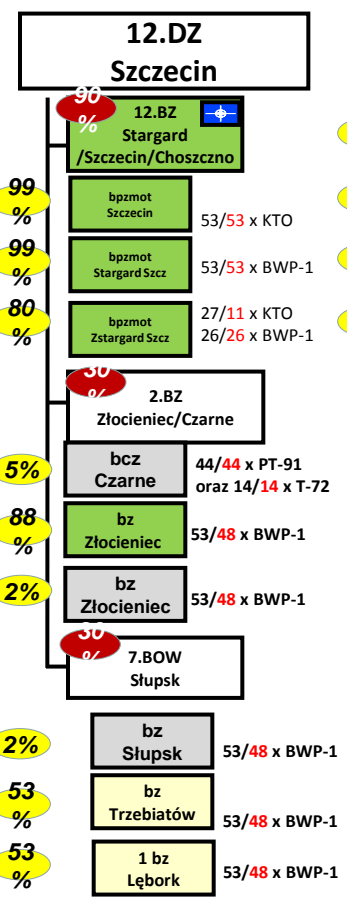 12.DZ
Szczecin
90
%
12.BZ
Stargard
/Szczecin/Choszczno
99
%
bpzmot
Szczecin
53/53 x KTO
99
%
bpzmot
Stargard Szcz
53/53 x BWP-1
80
%
bpzmot
Zstargard Szcz
27/11 x KTO
26/26 x BWP-1
30
%
2.BZ
Złocieniec/Czarne
5%
bcz
Czarne
44/44 x PT-91
oraz 14/14 x T-72
88
%
bz
Złocieniec
53/48 x BWP-1
2%
bz
Złocieniec
53/48 x BWP-1
30
%
7.BOW
Słupsk
2%
bz
Słupsk
53/48 x BWP-1
53
%
bz
Trzebiatów
53/48 x BWP-1
53
%
1 bz
Lębork
53/48 x BWP-1